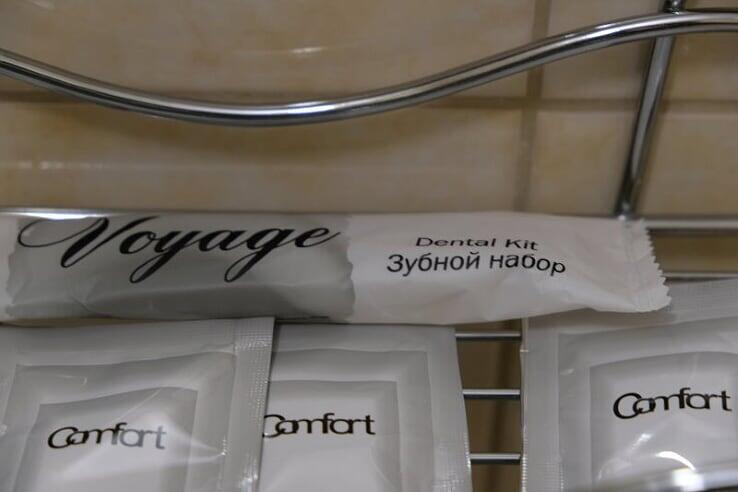 Voyage
Dental Kit
Зубной набор
Comfort
Comfort
Comfort